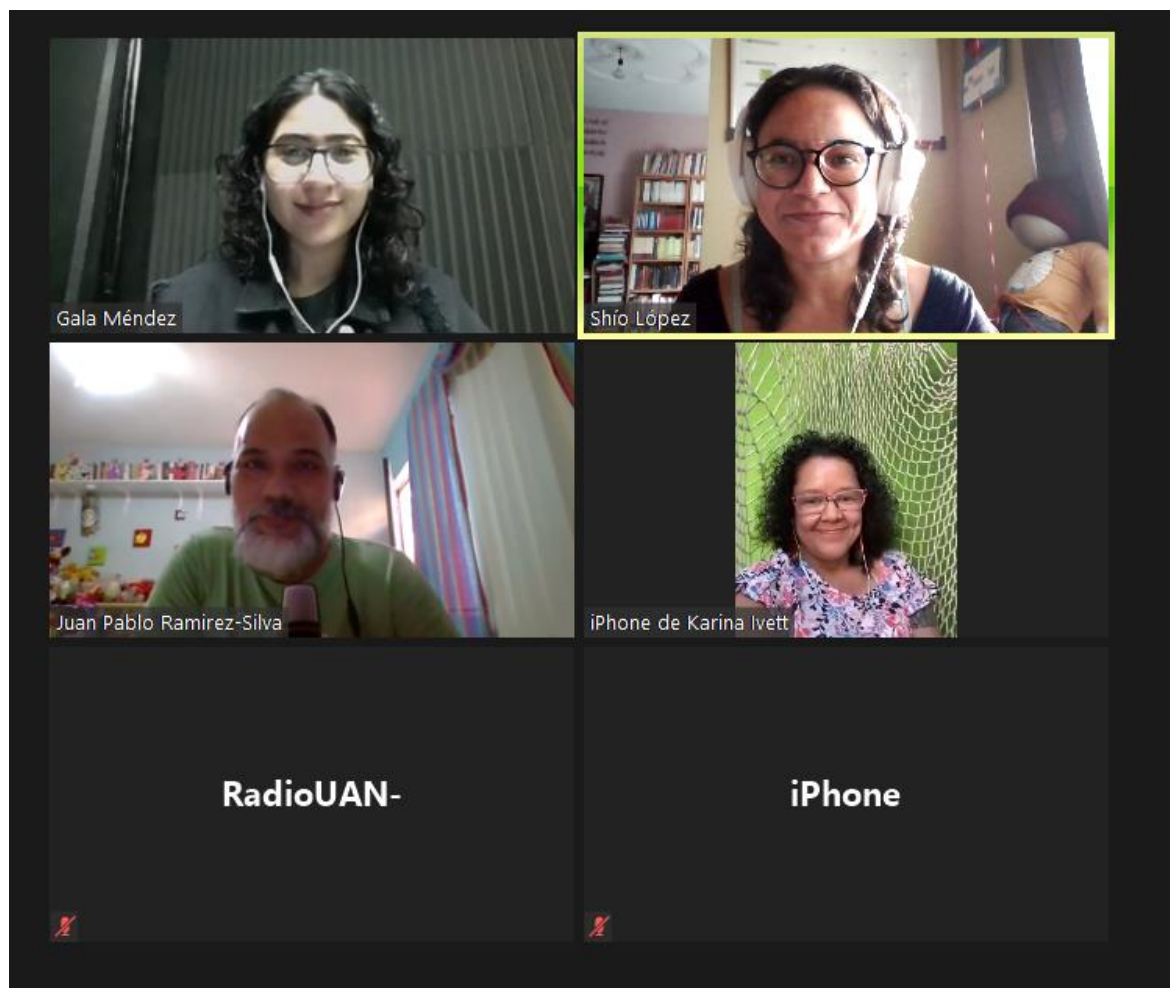 Gala Méndez
Shío López
Juan Pablo Ramirez-Silva
iPhone de Karina Ivett
RadioUAN-
iPhone